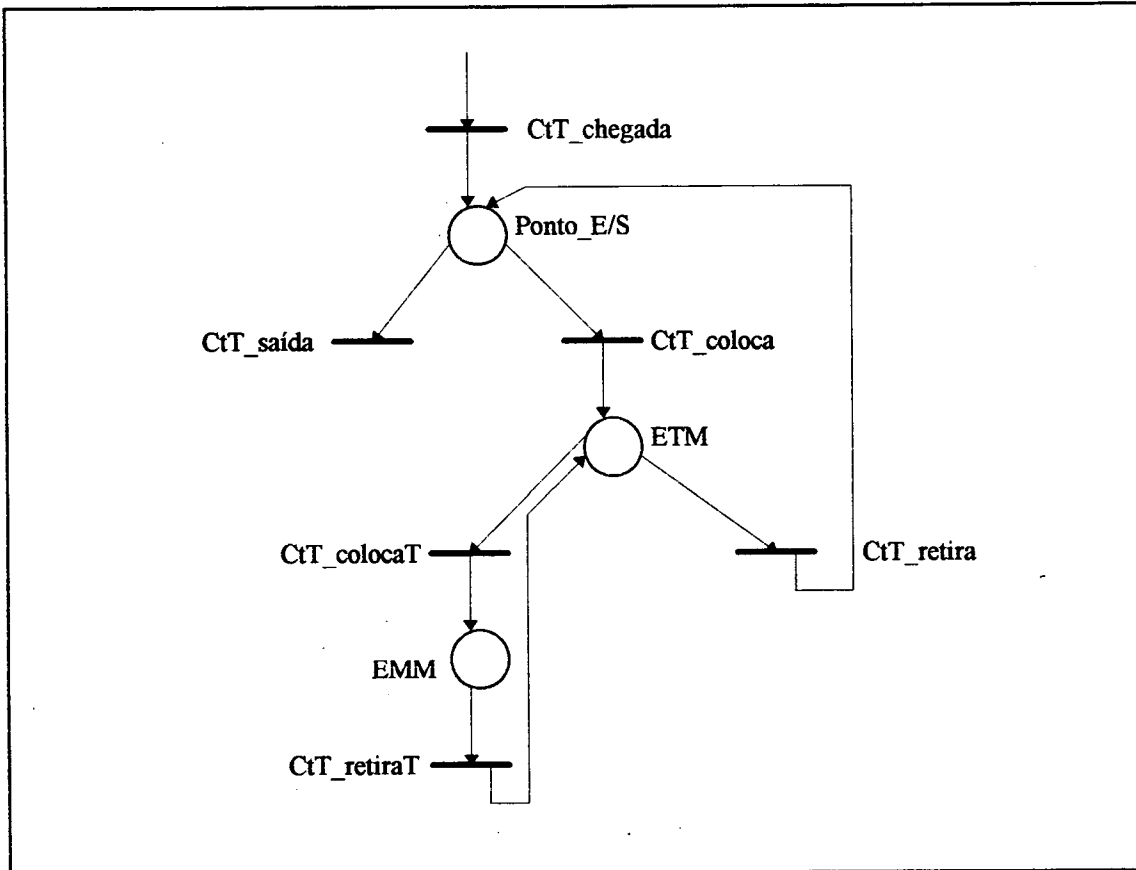 CtT_chegada
Ponto_E/S
CtT_saída
CtT_coloca
ETM
CtT_colocaT
CtT_retira
EMM
CtT_retiraT